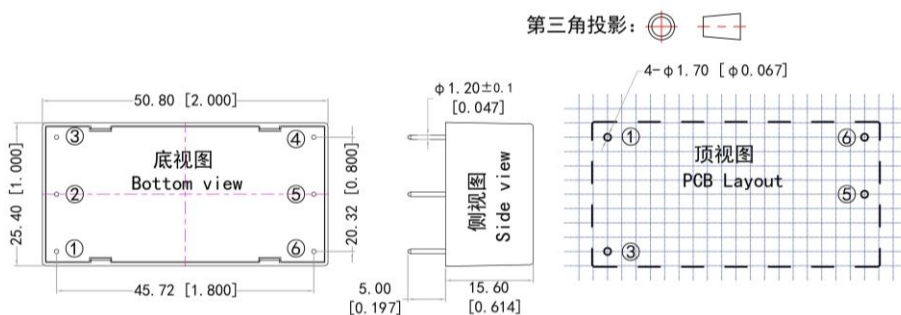 第三角投影：
4-φ1.70 [φ0.067]
50.80 [2.000]
φ1.20±0.1
[0.047]
③
④
①
⑥
底视图
Bottom view
顶视图
PCB Layout
25.40 [1.000]
②
⑤
20.32 [0.800]
侧视图
Side view
⑤
①
⑥
③
45.72 [1.800]
5.00
[0.197]
15.60
[0.614]